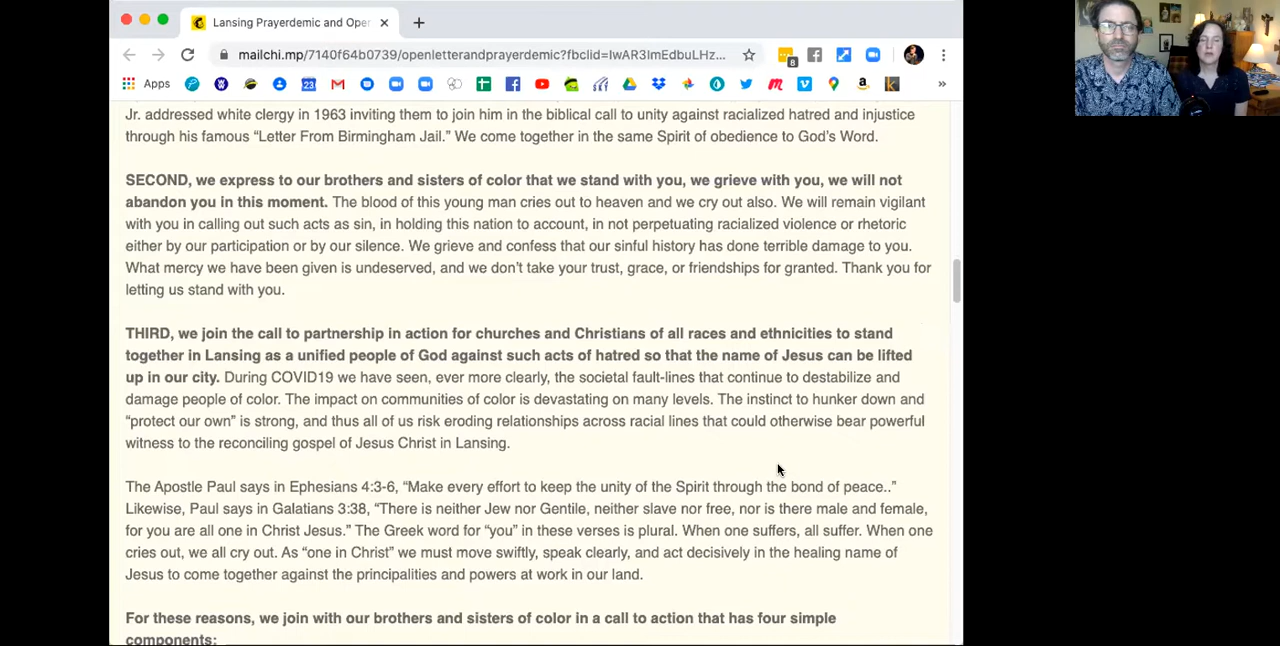 Lansing Prayerdemic and Oper
mailchi.mp/7140f64b0739/openletterandprayerdemic?fbclid=IwAR3lmEdbuLHz...
8
Apps
23
Jr. addressed white clergy in 1963 inviting them to join him in the biblical call to unity against racialized hatred and injustice
through his famous “Letter From Birmingham Jail.” We come together in the same Spirit of obedience to God’s Word.
SECOND, we express to our brothers and sisters of color that we stand with you, we grieve with you, we will not
abandon you in this moment. The blood of this young man cries out to heaven and we cry out also. We will remain vigilant
with you in calling out such acts as sin, in holding this nation to account, in not perpetuating racialized violence or rhetoric
either by our participation or by our silence. We grieve and confess that our sinful history has done terrible damage to you.
What mercy we have been given is undeserved, and we don’t take your trust, grace, or friendships for granted. Thank you for
letting us stand with you.
THIRD, we join the call to partnership in action for churches and Christians of all races and ethnicities to stand
together in Lansing as a unified people of God against such acts of hatred so that the name of Jesus can be lifted
up in our city. During COVID19 we have seen, ever more clearly, the societal fault-lines that continue to destabilize and
damage people of color. The impact on communities of color is devastating on many levels. The instinct to hunker down and
“protect our own” is strong, and thus all of us risk eroding relationships across racial lines that could otherwise bear powerful
witness to the reconciling gospel of Jesus Christ in Lansing.
The Apostle Paul says in Ephesians 4:3-6, “Make every effort to keep the unity of the Spirit through the bond of peace..”
Likewise, Paul says in Galatians 3:38, “There is neither Jew nor Gentile, neither slave nor free, nor is there male and female,
for you are all one in Christ Jesus.” The Greek word for “you” in these verses is plural. When one suffers, all suffer. When one
cries out, we all cry out. As “one in Christ” we must move swiftly, speak clearly, and act decisively in the healing name of
Jesus to come together against the principalities and powers at work in our land.
For these reasons, we join with our brothers and sisters of color in a call to action that has four simple
components: